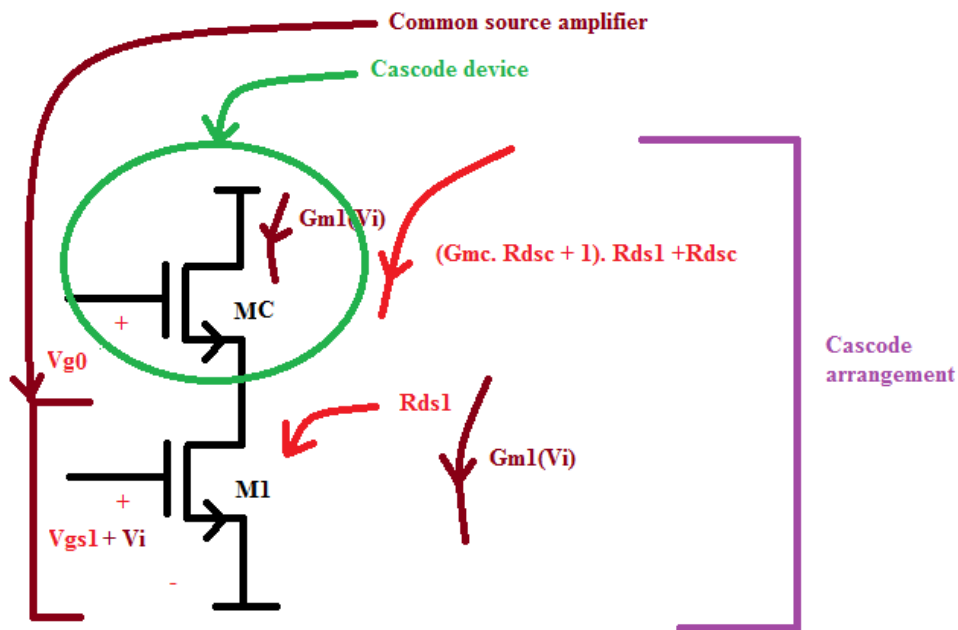 Common source amplifier
Cascode device
Gm1(Vi)
(Gmc. Rdsc + 1). Rds1 +Rdsc
MC
+
Vg0
Cascode
arrangement
Rds1
Gm1(Vi)
M1
+
Vgs1 + Vi
-